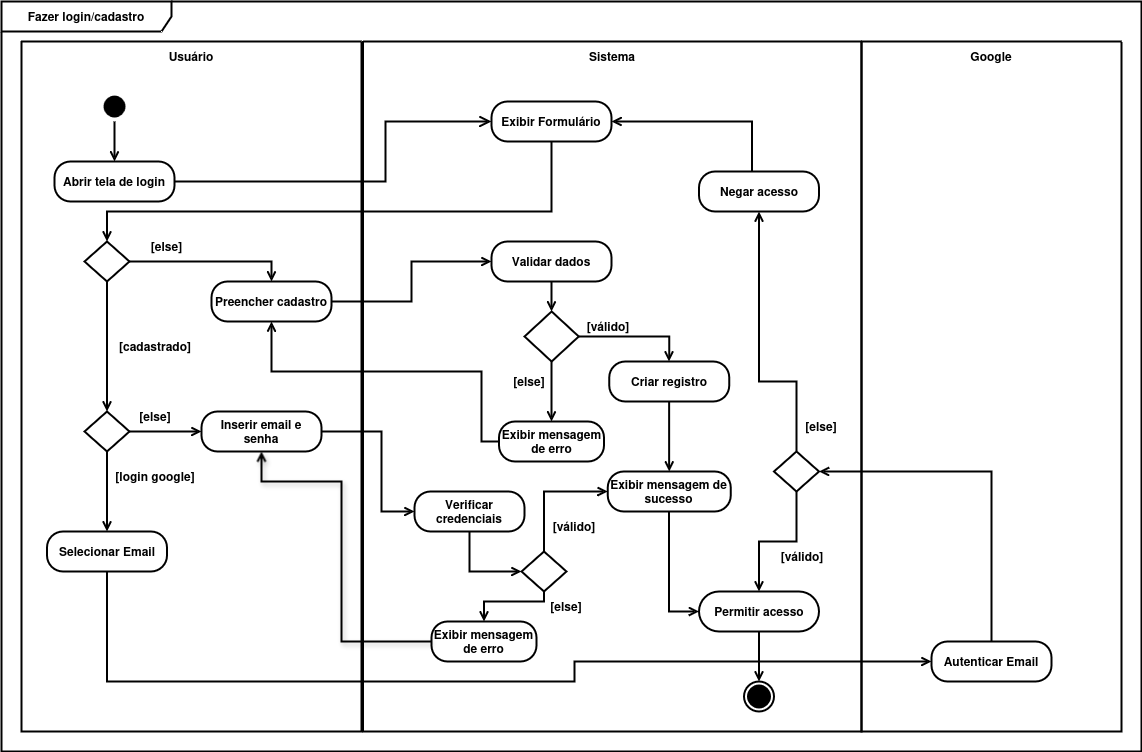 Fazer login/cadastro
Usuário
Sistema
Google
Exibir Formulário
Abrir tela de login
Negar acesso
[else]
Validar dados
Preencher cadastro
[válido]
[cadastrado]
[else]
Criar registro
[else]
Inserir email e
senha
[else]
Exibir mensagem
de erro
[login google]
Exibir mensagem de
sucesso
Verificar
credenciais
[válido]
Selecionar Email
[válido]
[else]
Permitir acesso
Exibir mensagem
de erro
Autenticar Email